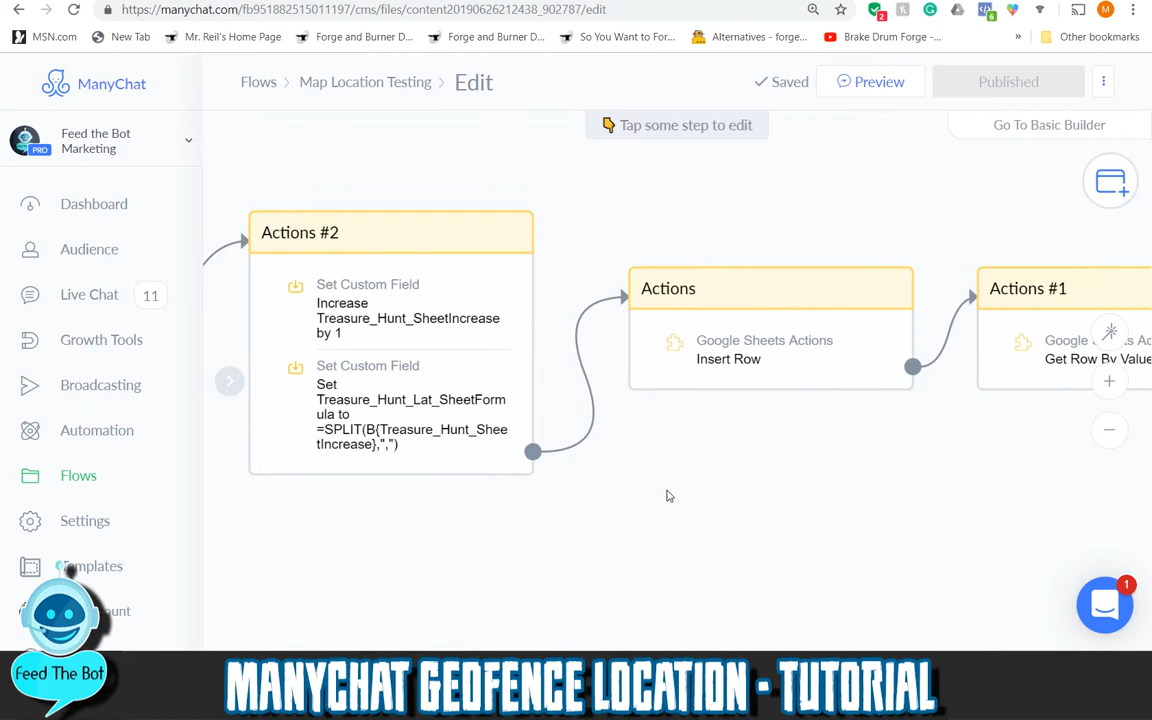 https://manychat.com/fb951882515011197/cms/files/content20190626212438_902787/edit
2
6
M
MSN.com
New Tab
Mr. Reil's Home Page
Forge and Burner D...
Forge and Burner D...
So You Want to For...
Alternatives - forge...
Brake Drum Forge -...
»
Other bookmarks
ManyChat
Flows
Map Location Testing
Edit
Saved
Preview
Published
Feed the Bot
Marketing
PRO
Tap some step to edit
Go To Basic Builder
Dashboard
Audience
Live Chat
11
Growth Tools
Broadcasting
Automation
Flows
Settings
Actions #2
Set Custom Field
Increase
Treasure_Hunt_SheetIncrease
by 1
Set Custom Field
Set
Treasure_Hunt_Lat_SheetForm
ula to
=SPLIT(B{Treasure_Hunt_Shee
tIncrease},",")
Actions
Google Sheets Actions
Insert Row
Actions #1
Google Sheets Ac
Get Row By Value
1
Feed The Bot
MANYCHAT GEOFENCE LOCATION - TUTORIAL